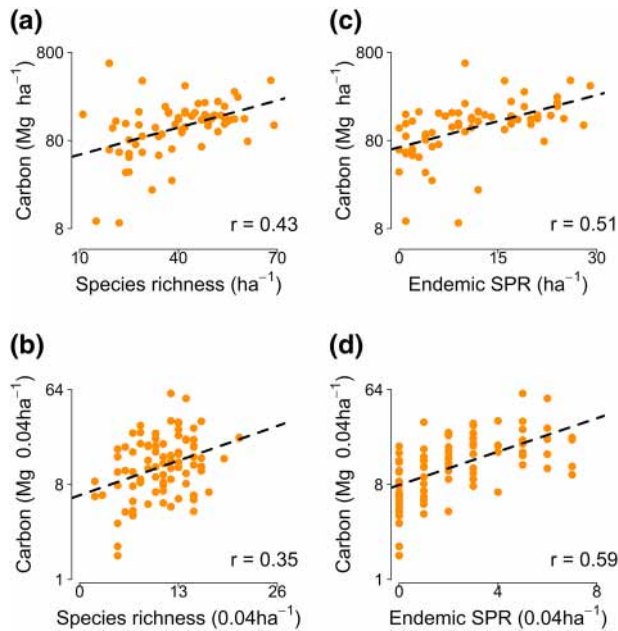 (a)
800
80
8
Carbon (Mg ha⁻¹)
r = 0.43
10 40 70
Species richness (ha⁻¹)
(c)
800
80
8
Carbon (Mg ha⁻¹)
r = 0.51
0 15 29
Endemic SPR (ha⁻¹)
(b)
64
8
1
Carbon (Mg 0.04ha⁻¹)
r = 0.35
0 13 26
Species richness (0.04ha⁻¹)
(d)
64
8
1
Carbon (Mg 0.04ha⁻¹)
r = 0.59
0 4 8
Endemic SPR (0.04ha⁻¹)